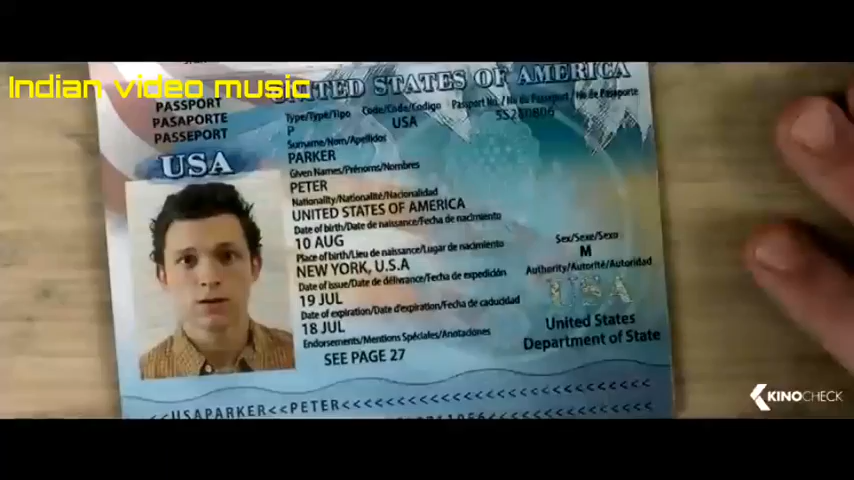 Indian video music
UNITED STATES OF AMERICA
PASSPORT
PASAPORTE
PASSEPORT
USA
Type/Type/Tipo Code/Code/Codigo Passport No./No du Passeport/No de Pasaporte
P USA
Surname/Nom/Apellidos
PARKER
Given Names/Prénoms/Nombres
PETER
Nationality/Nationalité/Nacionalidad
UNITED STATES OF AMERICA
Date of birth/Date de naissance/Fecha de nacimiento
10 AUG
Place of birth/Lieu de naissance/Lugar de nacimiento
NEW YORK, U.S.A
Date of issue/Date de délivrance/Fecha de expedición
19 JUL
Date of expiration/Date d'expiration/Fecha de caducidad
18 JUL
Endorsements/Mentions Spéciales/Anotaciones
SEE PAGE 27
Sex/Sexe/Sexo
M
Authority/Autorité/Autoridad
USA
United States
Department of State
<<USAPARKER<<PETER<<<<<<<<<<<<<<<<<<<<<
KINOCHECK